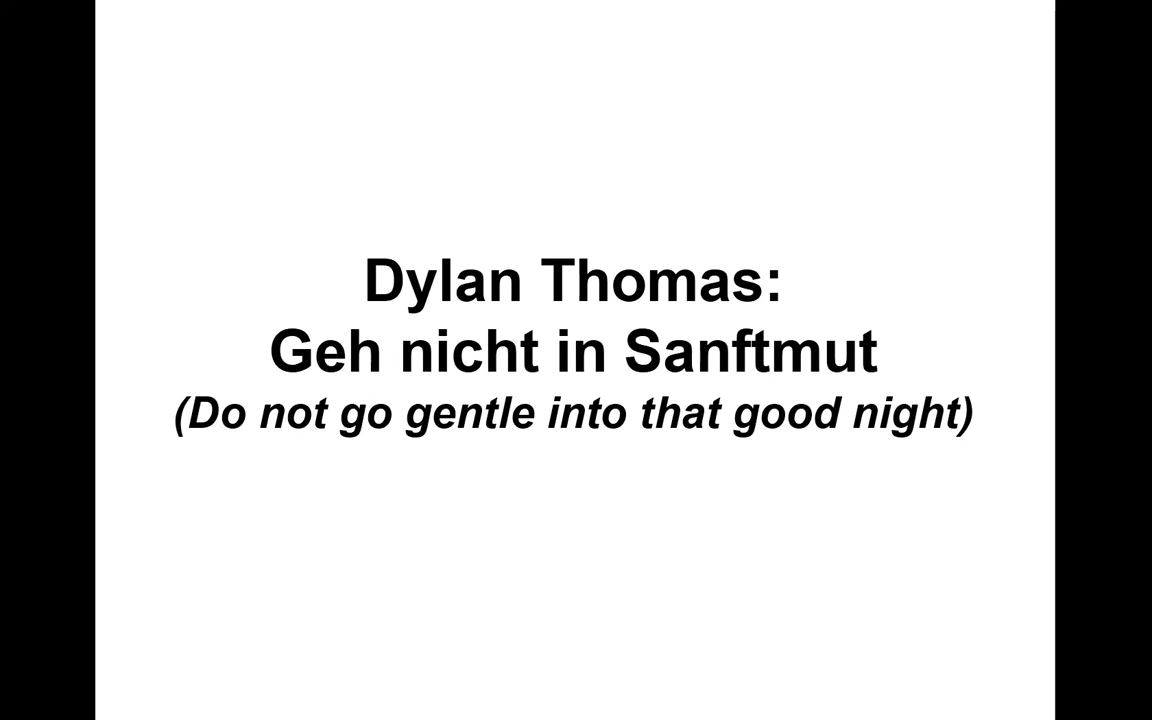 Dylan Thomas:
Geh nicht in Sanftmut
(Do not go gentle into that good night)